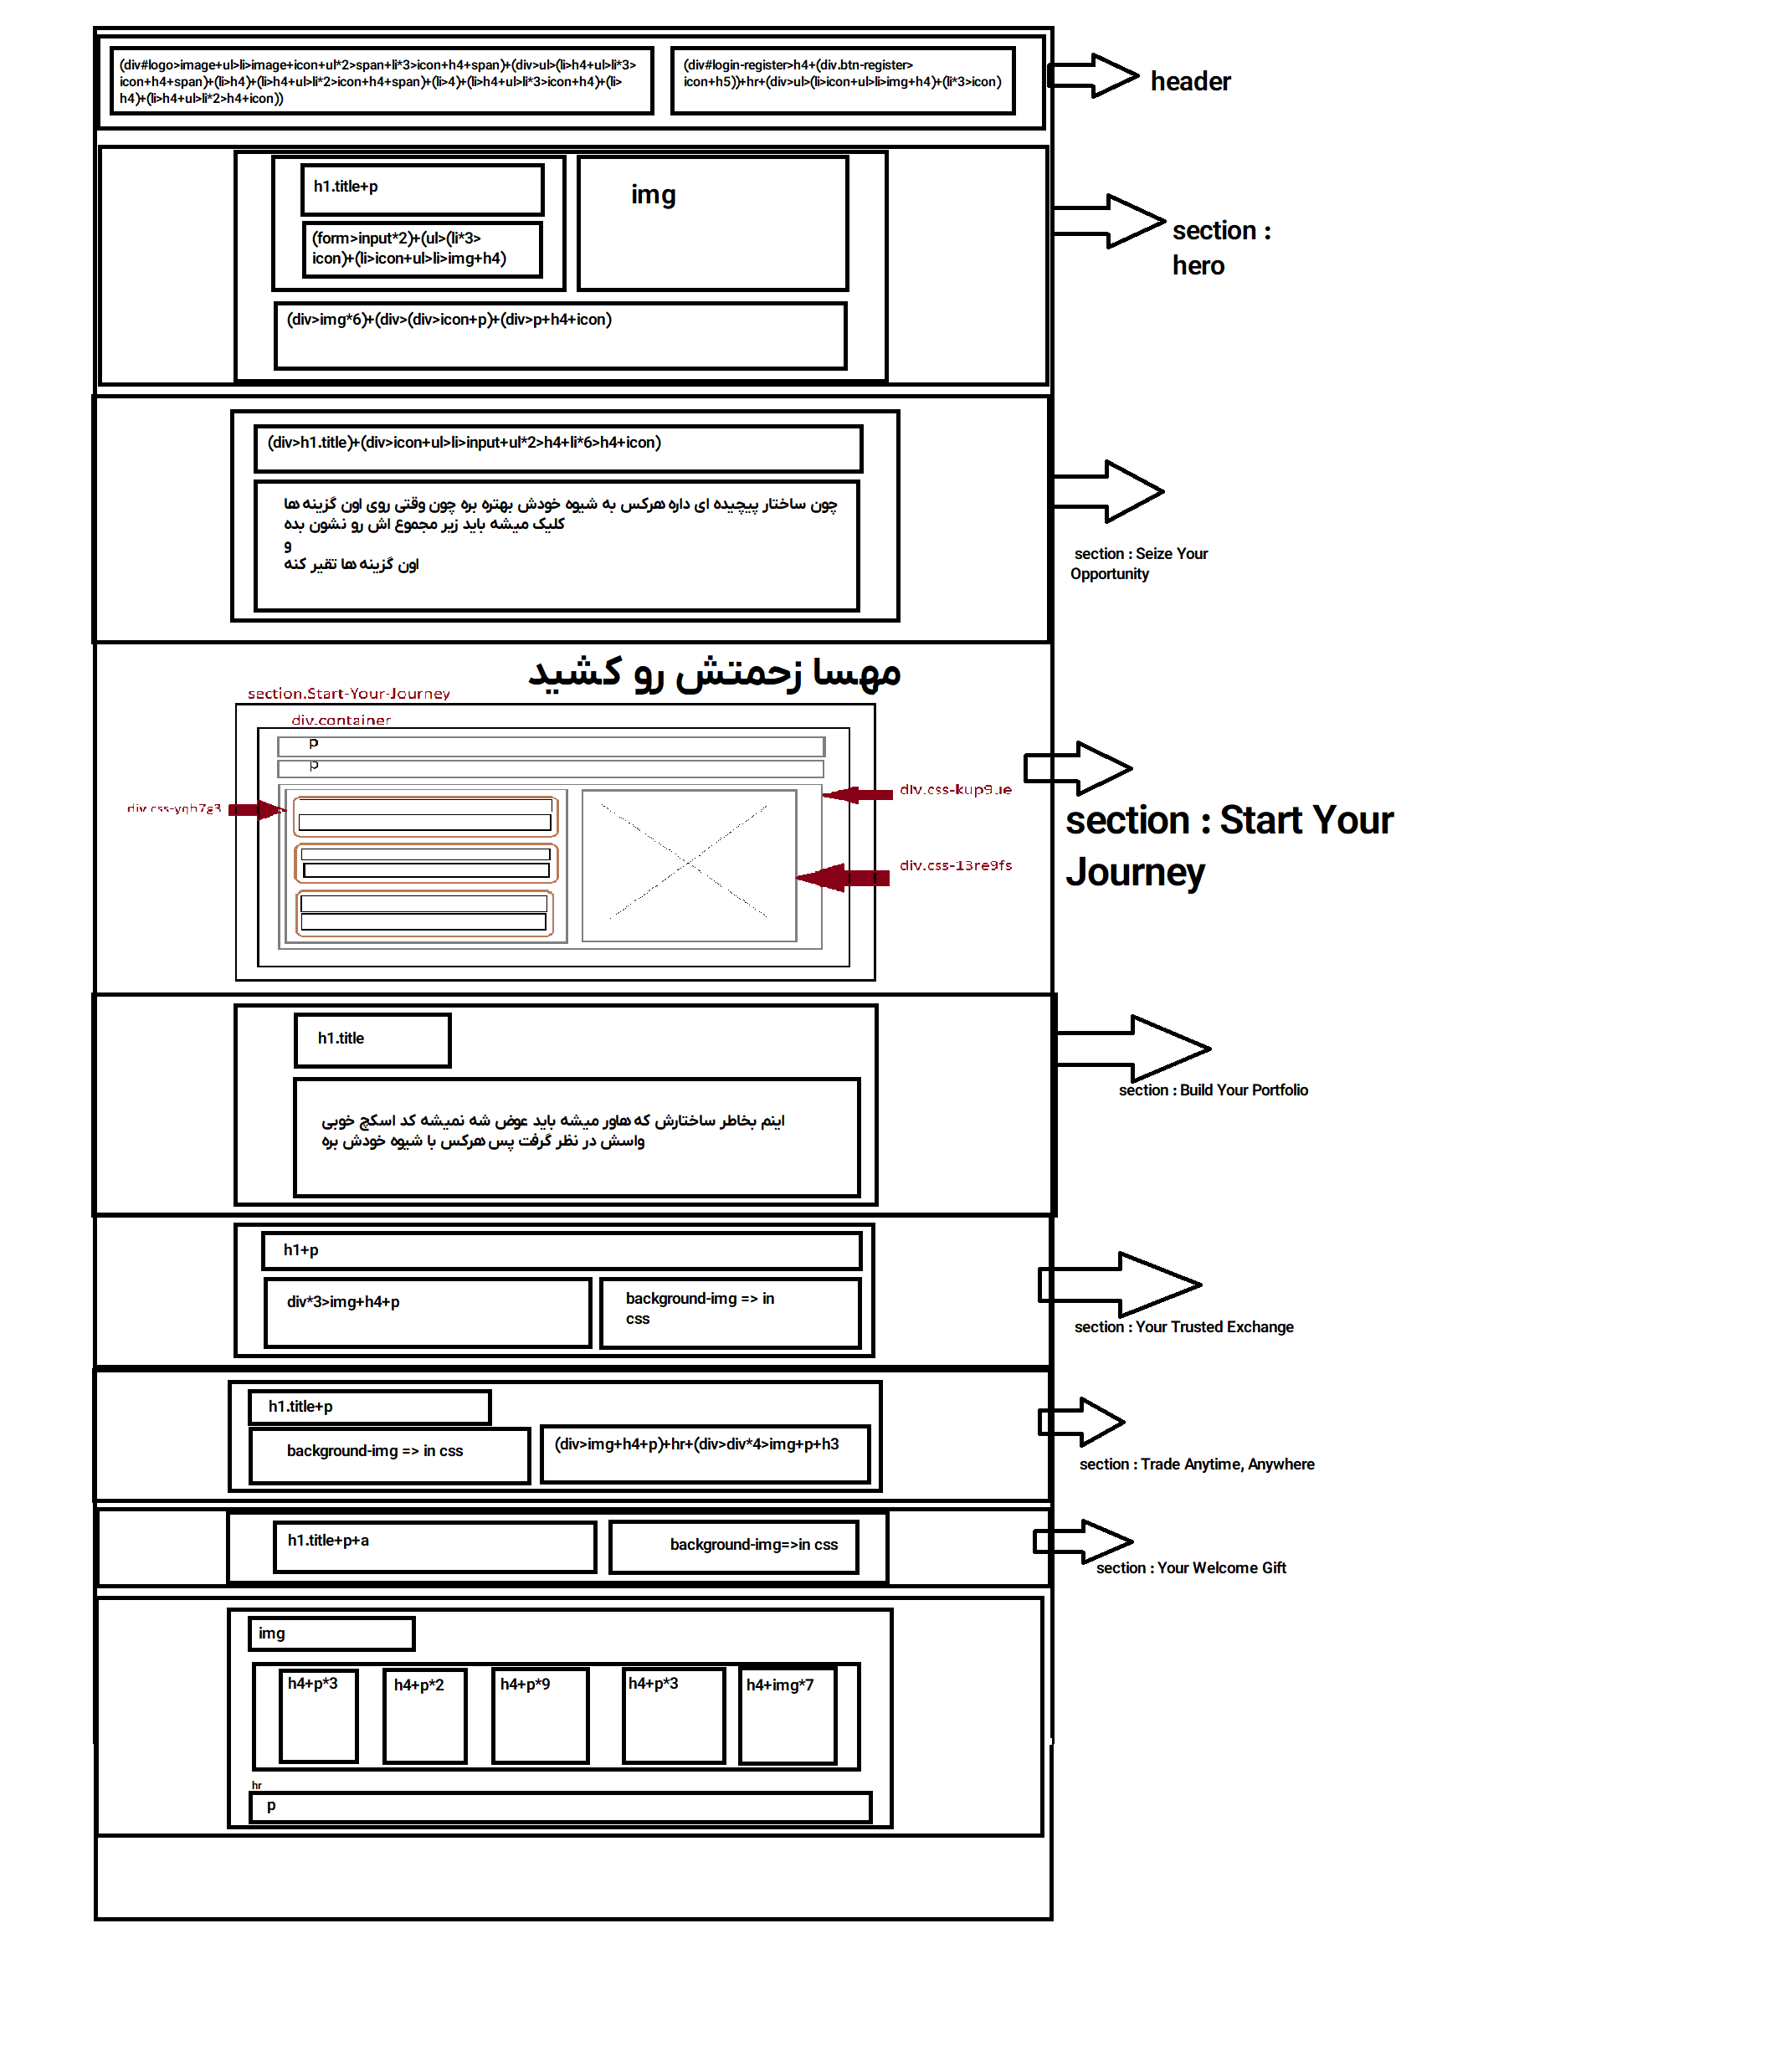 (div#logo>image+ul>li>image+icon+ul*2>span+li*3>icon+h4+span)+(div>ul>(li>h4+ul>li*3>
icon+h4+span)+(li>h4)+(li>h4+ul>li*2>icon+h4+span)+(li>4)+(li>h4+ul>li*3>icon+h4)+(li>
h4)+(li>h4+ul>li*2>h4+icon))
(div#login-register>h4+(div.btn-register>
icon+h5))+hr+(div>ul>(li>icon+ul>li>img+h4)+(li*3>icon)
header
h1.title+p
(form>input*2)+(ul>(li*3>
icon)+(li>icon+ul>li>img+h4)
img
(div>img*6)+(div>(div>icon+p)+(div>p+h4+icon)
section :
hero
(div>h1.title)+(div>icon+ul>li>input+ul*2>h4+li*6>h4+icon)
چون ساختار پیچیده ای داره هرکس به شیوه خودش بهتره بره چون وقتی روی اون گزینه ها
کلیک میشه باید زیر مجموع اش رو نشون بده
و
اون گزینه ها تقیر کنه
section : Seize Your
Opportunity
مهسا زحمتش رو کشید
section.Start-Your-Journey
div.container
p
p
div.css-yqh7g3
div.css-kup9ue
div.css-13re9fs
section : Start Your
Journey
h1.title
اینم بخاطر ساختارش که هاور میشه باید عوض شه نمیشه کد اسکچ خوبی
واسش در نظر گرفت پس هرکس با شیوه خودش بره
section : Build Your Portfolio
h1+p
div*3>img+h4+p
background-img => in
css
section : Your Trusted Exchange
h1.title+p
background-img => in css
(div>img+h4+p)+hr+(div>div*4>img+p+h3
section : Trade Anytime, Anywhere
h1.title+p+a
background-img=>in css
section : Your Welcome Gift
img
h4+p*3
h4+p*2
h4+p*9
h4+p*3
h4+img*7
hr
p